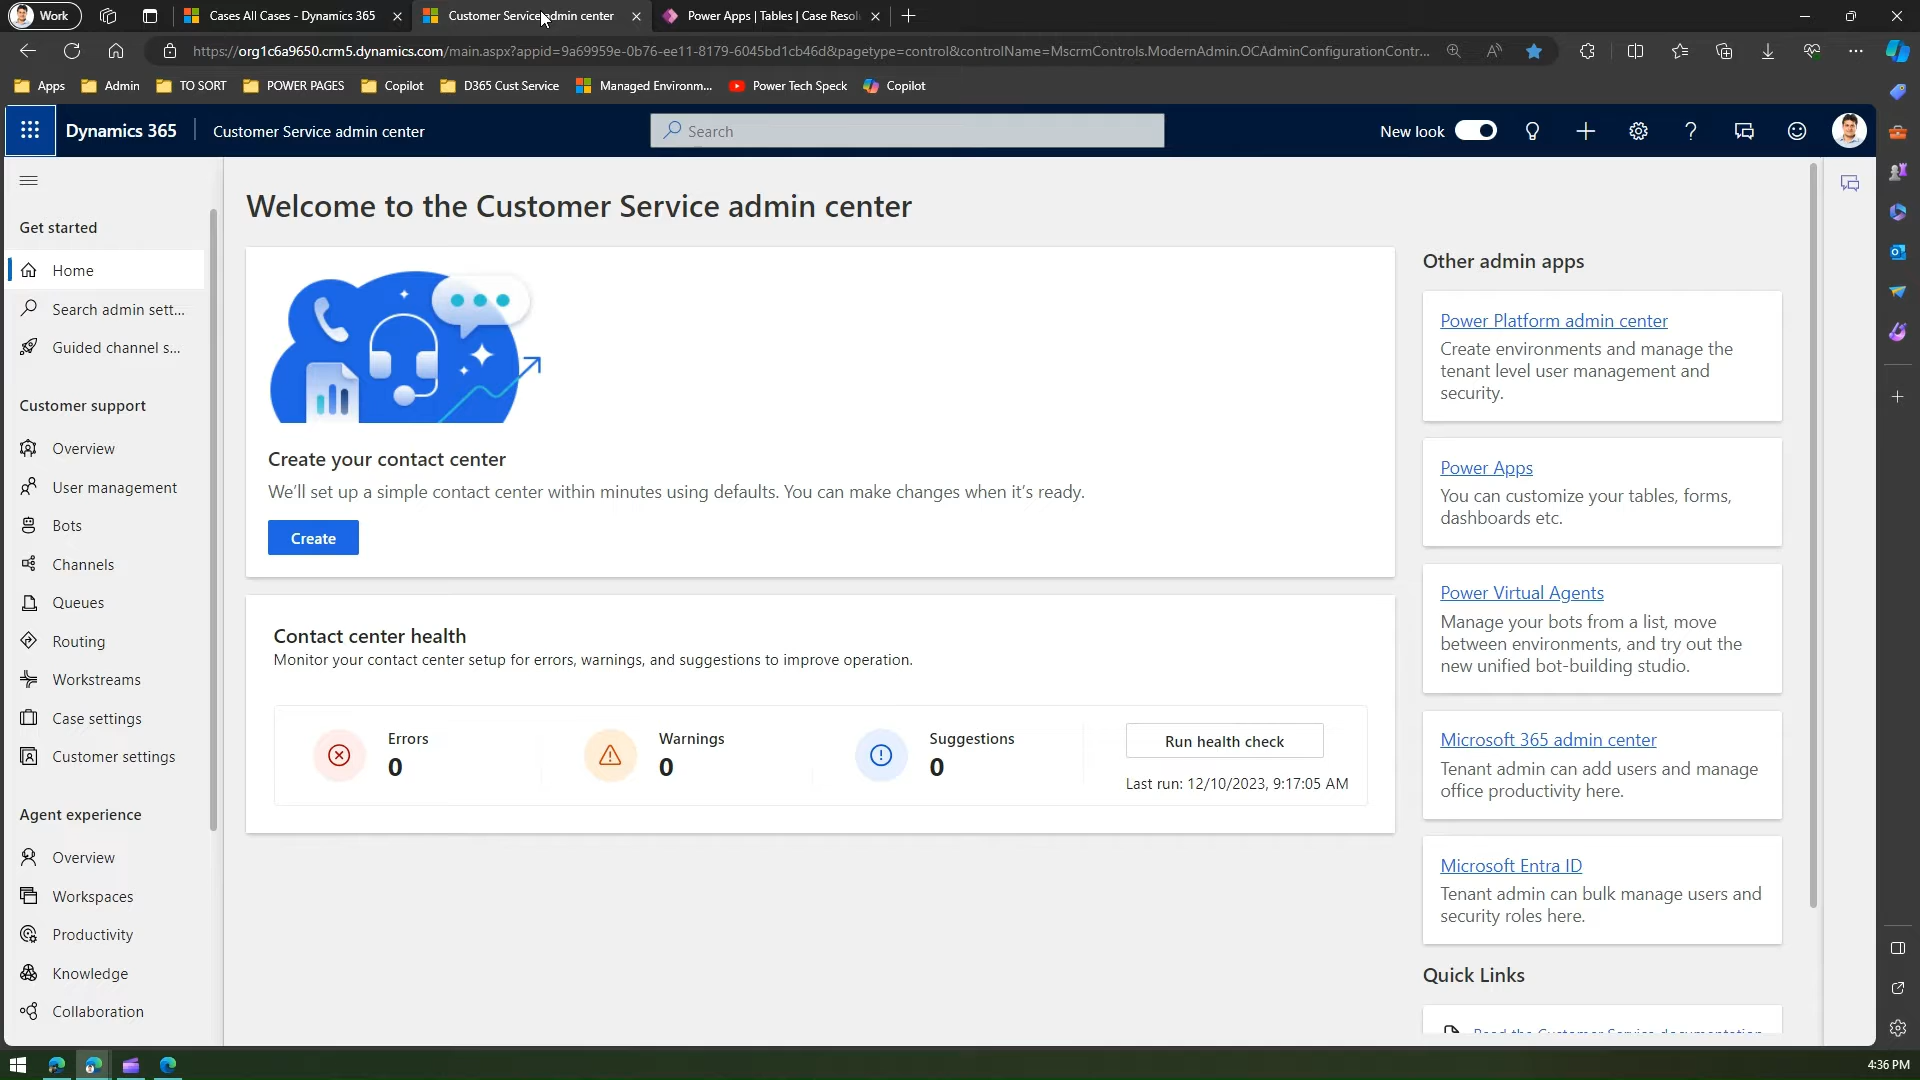 Work
Cases All Cases - Dynamics 365
Customer Service admin center
Power Apps | Tables | Case Resol
https://org1c6a9650.crm5.dynamics.com/main.aspx?appid=9a69959e-0b76-ee11-8179-6045bd1cb46d&pagetype=control&controlName=MscrmControls.ModernAdmin.OCAdminConfigurationContr...
Apps
Admin
TO SORT
POWER PAGES
Copilot
D365 Cust Service
Managed Environm...
Power Tech Speck
Copilot
Dynamics 365
Customer Service admin center
Search
New look
Get started
Home
Search admin sett...
Guided channel s...
Customer support
Overview
User management
Bots
Channels
Queues
Routing
Workstreams
Case settings
Customer settings
Agent experience
Overview
Workspaces
Productivity
Knowledge
Collaboration
Welcome to the Customer Service admin center
Create your contact center
We'll set up a simple contact center within minutes using defaults. You can make changes when it's ready.
Create
Contact center health
Monitor your contact center setup for errors, warnings, and suggestions to improve operation.
Errors
0
Warnings
0
Suggestions
0
Run health check
Last run: 12/10/2023, 9:17:05 AM
Other admin apps
Power Platform admin center
Create environments and manage the
tenant level user management and
security.
Power Apps
You can customize your tables, forms,
dashboards etc.
Power Virtual Agents
Manage your bots from a list, move
between environments, and try out the
new unified bot-building studio.
Microsoft 365 admin center
Tenant admin can add users and manage
office productivity here.
Microsoft Entra ID
Tenant admin can bulk manage users and
security roles here.
Quick Links
Read the Customer Service documentation
4:36 PM